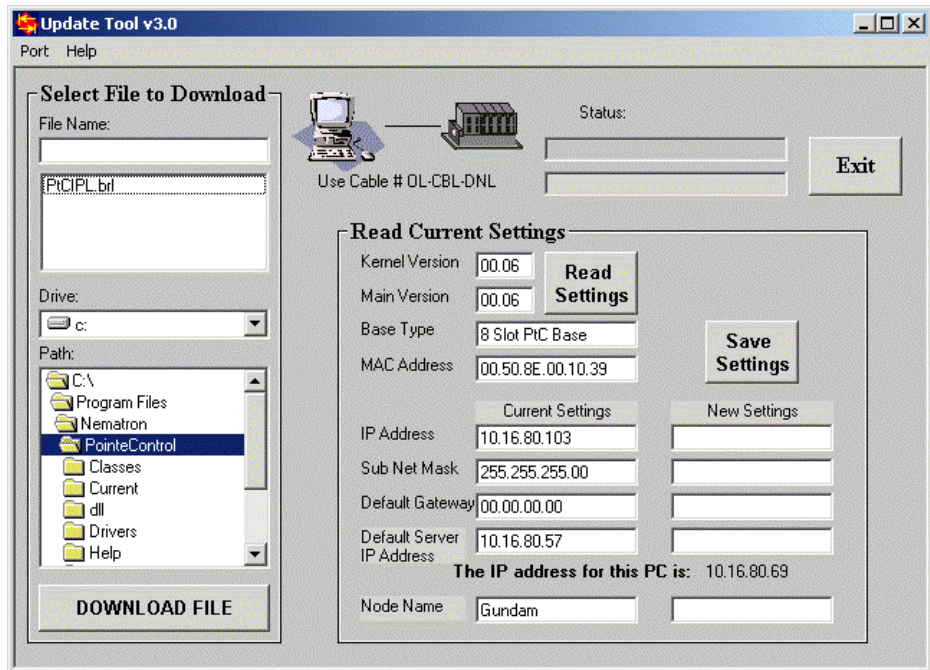 Update Tool v3.0
Port Help
Select File to Download
File Name:
PtCIPL.brl
Drive:
c:
Path:
C:\
Program Files
Nematron
PointeControl
Classes
Current
dll
Drivers
Help
DOWNLOAD FILE
Use Cable # OL-CBL-DNL
Status:
Exit
Read Current Settings
Kernel Version 00.06
Read
Settings
Main Version 00.06
Base Type 8 Slot PtC Base
MAC Address 00.50.8E.00.10.39
Save
Settings
Current Settings New Settings
IP Address 10.16.80.103
Sub Net Mask 255.255.255.00
Default Gateway 00.00.00.00
Default Server
IP Address 10.16.80.57
The IP address for this PC is: 10.16.80.69
Node Name Gundam